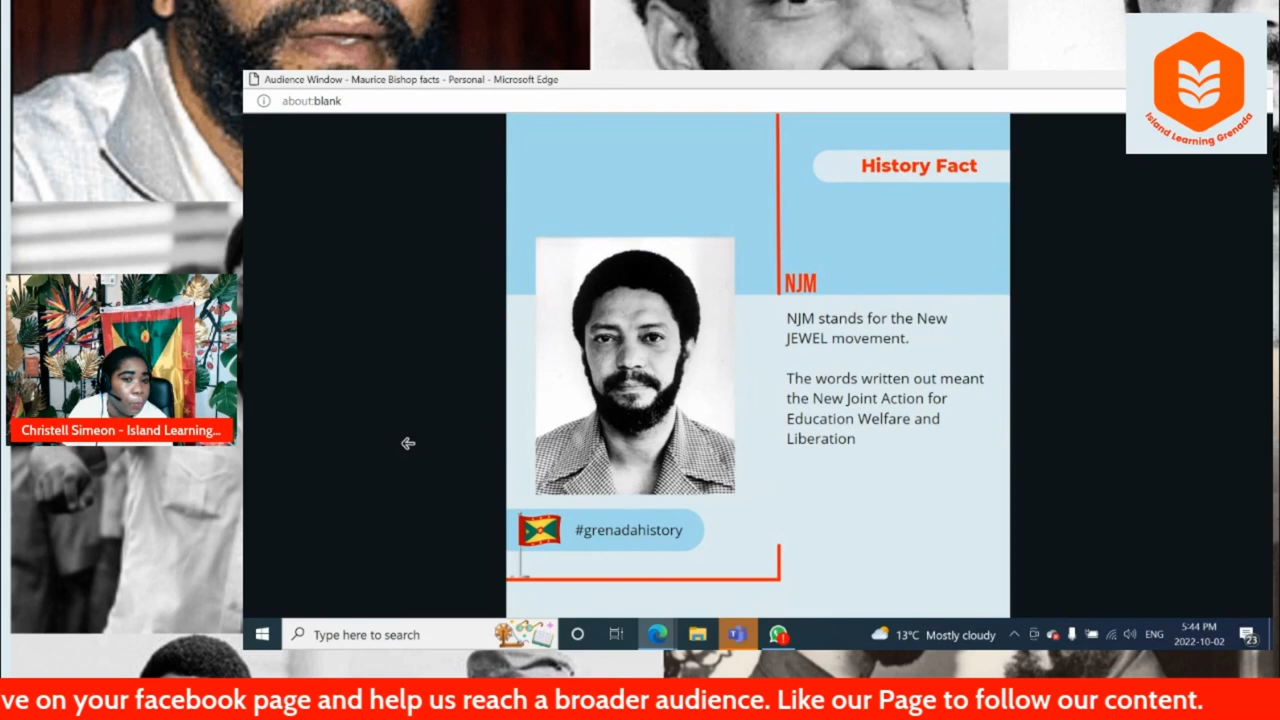 Audience Window - Maurice Bishop facts - Personal - Microsoft Edge
about:blank
Island Learning Grenada
History Fact
NJM
NJM stands for the New
JEWEL movement.
The words written out meant
the New Joint Action for
Education Welfare and
Liberation
#grenadahistory
Christell Simeon - Island Learning...
Type here to search
13°C Mostly cloudy
ENG
5:44 PM
2022-10-02
23
ve on your facebook page and help us reach a broader audience. Like our Page to follow our content.